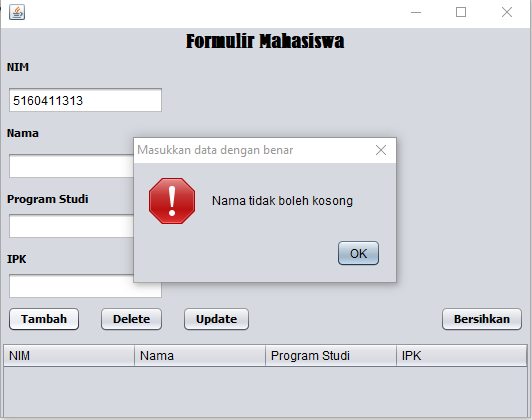 Formulir Mahasiswa
NIM
5160411313
Nama
Masukkan data dengan benar
Nama tidak boleh kosong
Program Studi
OK
IPK
Tambah Delete Update Bersihkan
NIM Nama Program Studi IPK